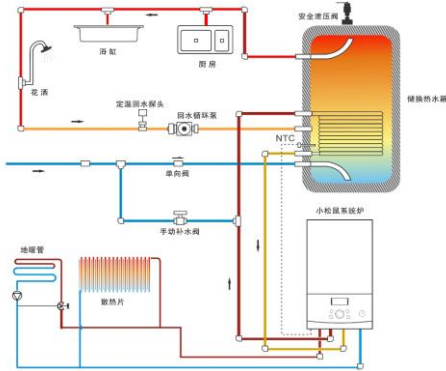 安全泄压阀
浴缸
厨房
花洒
储换热水箱
定温回水探头
回水循环泵
NTC
单向阀
手动补水阀
小松鼠系统炉
地暖管
散热片